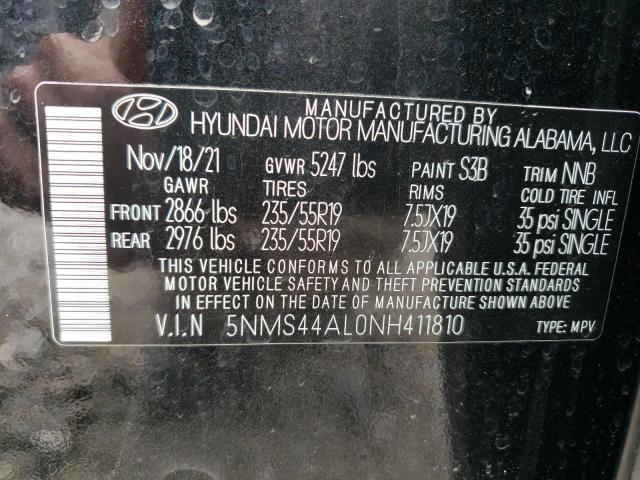 MANUFACTURED BY
HYUNDAI MOTOR MANUFACTURING ALABAMA, LLC
Nov/18/21 GVWR 5247 lbs PAINT S3B TRIM NNB
GAWR TIRES RIMS COLD TIRE INFL
FRONT 2866 lbs 235/55R19 7.5JX19 35 psi SINGLE
REAR 2976 lbs 235/55R19 7.5JX19 35 psi SINGLE
THIS VEHICLE CONFORMS TO ALL APPLICABLE U.S.A. FEDERAL
MOTOR VEHICLE SAFETY AND THEFT PREVENTION STANDARDS
IN EFFECT ON THE DATE OF MANUFACTURE SHOWN ABOVE.
V.I.N 5NMS44AL0NH411810 TYPE: MPV